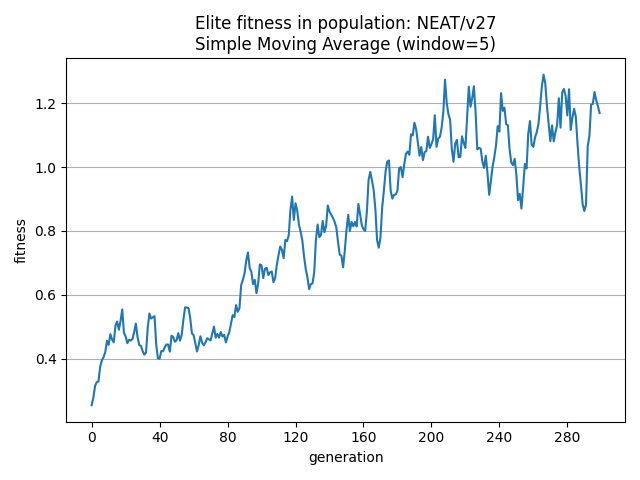 Elite fitness in population: NEAT/v27
Simple Moving Average (window=5)
fitness
1.2
1.0
0.8
0.6
0.4
0 40 80 120 160 200 240 280
generation